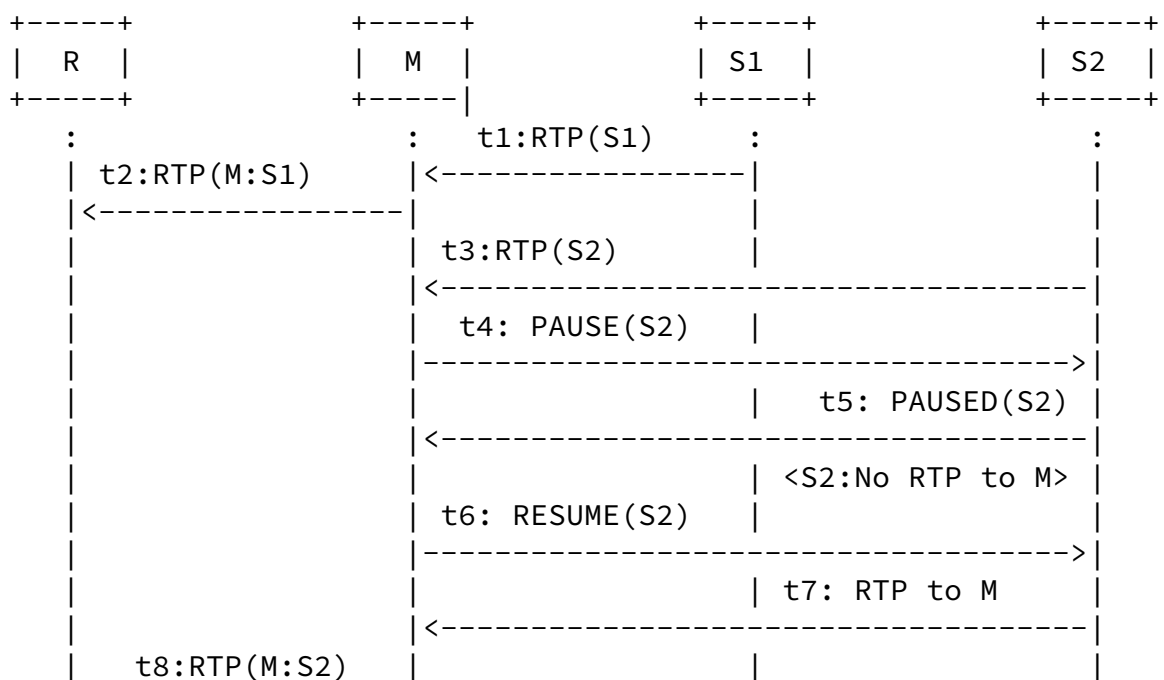 +-----+ +-----+ +-----+ +-----+
| R | | M | | S1 | | S2 |
+-----+ +-----| +-----+ +-----+
: : t1:RTP(S1) : :
| t2:RTP(M:S1) |<-----------------| |
|<-----------------| | |
| | t3:RTP(S2) | |
| |<------------------------------------|
| | t4: PAUSE(S2) | |
| |------------------------------------>|
| | | t5: PAUSED(S2) |
| |<------------------------------------|
| | | <S2:No RTP to M> |
| | t6: RESUME(S2) | |
| |------------------------------------>|
| | | t7: RTP to M |
| |<------------------------------------|
| t8:RTP(M:S2) | | |